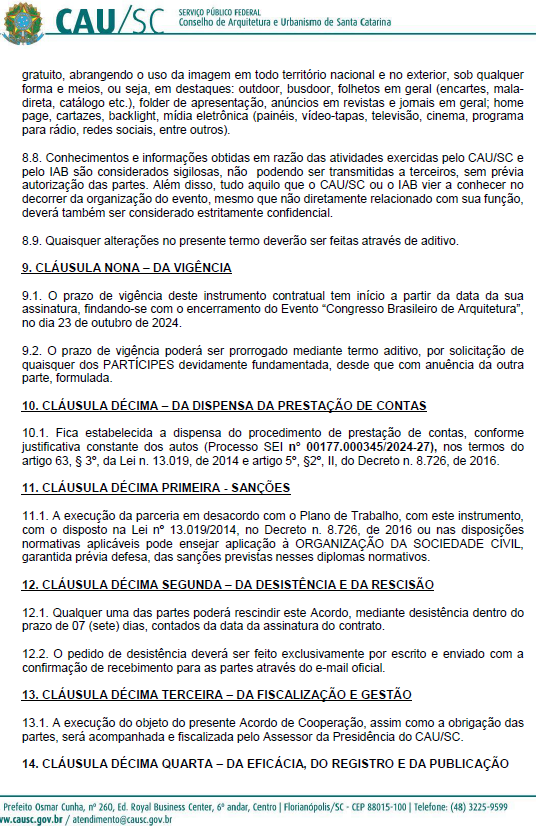 CAU/SC
SERVIÇO PÚBLICO FEDERAL
Conselho de Arquitetura e Urbanismo de Santa Catarina
gratuito, abrangendo o uso da imagem em todo território nacional e no exterior, sob qualquer
forma e meios, ou seja, em destaques: outdoor, busdoor, folhetos em geral (encartes, mala-
direta, catálogo etc.), folder de apresentação, anúncios em revistas e jornais em geral; home
page, cartazes, backlight, mídia eletrônica (painéis, vídeo-tapas, televisão, cinema, programa
para rádio, redes sociais, entre outros).
8.8. Conhecimentos e informações obtidas em razão das atividades exercidas pelo CAU/SC e
pelo IAB são considerados sigilosas, não podendo ser transmitidas a terceiros, sem prévia
autorização das partes. Além disso, tudo aquilo que o CAU/SC ou o IAB vier a conhecer no
decorrer da organização do evento, mesmo que não diretamente relacionado com sua função,
deverá também ser considerado estritamente confidencial.
8.9. Quaisquer alterações no presente termo deverão ser feitas através de aditivo.
9. CLÁUSULA NONA – DA VIGÊNCIA
9.1. O prazo de vigência deste instrumento contratual tem início a partir da data da sua
assinatura, findando-se com o encerramento do Evento “Congresso Brasileiro de Arquitetura”,
no dia 23 de outubro de 2024.
9.2. O prazo de vigência poderá ser prorrogado mediante termo aditivo, por solicitação de
quaisquer dos PARTÍCIPES devidamente fundamentada, desde que com anuência da outra
parte, formulada.
10. CLÁUSULA DÉCIMA – DA DISPENSA DA PRESTAÇÃO DE CONTAS
10.1. Fica estabelecida a dispensa do procedimento de prestação de contas, conforme
justificativa constante dos autos (Processo SEI n° 00177.000345/2024-27), nos termos do
artigo 63, § 3º, da Lei n. 13.019, de 2014 e artigo 5º, §2º, II, do Decreto n. 8.726, de 2016.
11. CLÁUSULA DÉCIMA PRIMEIRA - SANÇÕES
11.1. A execução da parceria em desacordo com o Plano de Trabalho, com este instrumento,
com o disposto na Lei nº 13.019/2014, no Decreto n. 8.726, de 2016 ou nas disposições
normativas aplicáveis pode ensejar aplicação à ORGANIZAÇÃO DA SOCIEDADE CIVIL,
garantida prévia defesa, das sanções previstas nesses diplomas normativos.
12. CLÁUSULA DÉCIMA SEGUNDA – DA DESISTÊNCIA E DA RESCISÃO
12.1. Qualquer uma das partes poderá rescindir este Acordo, mediante desistência dentro do
prazo de 07 (sete) dias, contados da data da assinatura do contrato.
12.2. O pedido de desistência deverá ser feito exclusivamente por escrito e enviado com a
confirmação de recebimento para as partes através do e-mail oficial.
13. CLÁUSULA DÉCIMA TERCEIRA – DA FISCALIZAÇÃO E GESTÃO
13.1. A execução do objeto do presente Acordo de Cooperação, assim como a obrigação das
partes, será acompanhada e fiscalizada pelo Assessor da Presidência do CAU/SC.
14. CLÁUSULA DÉCIMA QUARTA – DA EFICÁCIA, DO REGISTRO E DA PUBLICAÇÃO
Prefeito Osmar Cunha, nº 260, Ed. Royal Business Center, 6º andar, Centro | Florianópolis/SC - CEP 88015-100 | Telefone: (48) 3225-9599
ww.causc.gov.br / atendimento@causc.gov.br